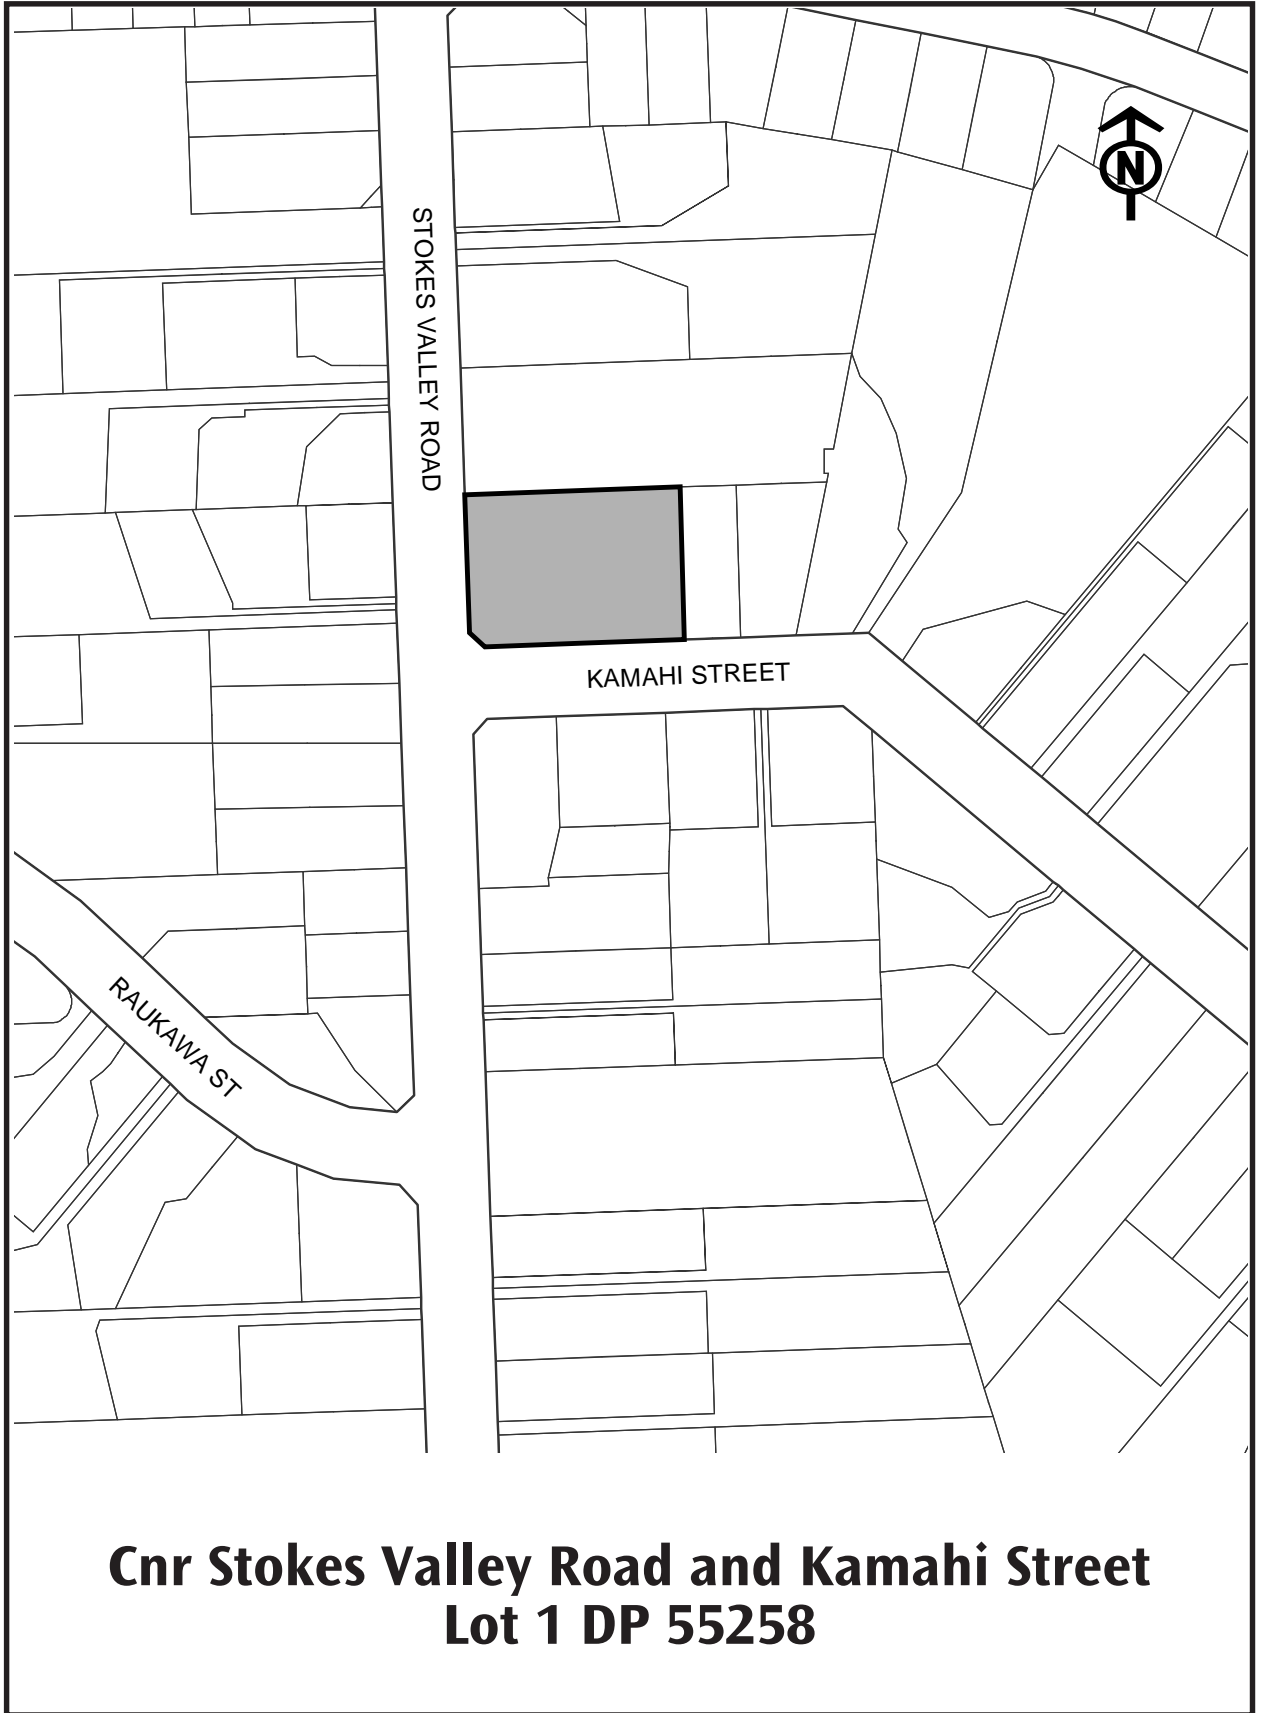 N
STOKES VALLEY ROAD
KAMAHI STREET
RAUKAWA ST
Cnr Stokes Valley Road and Kamahi Street
Lot 1 DP 55258